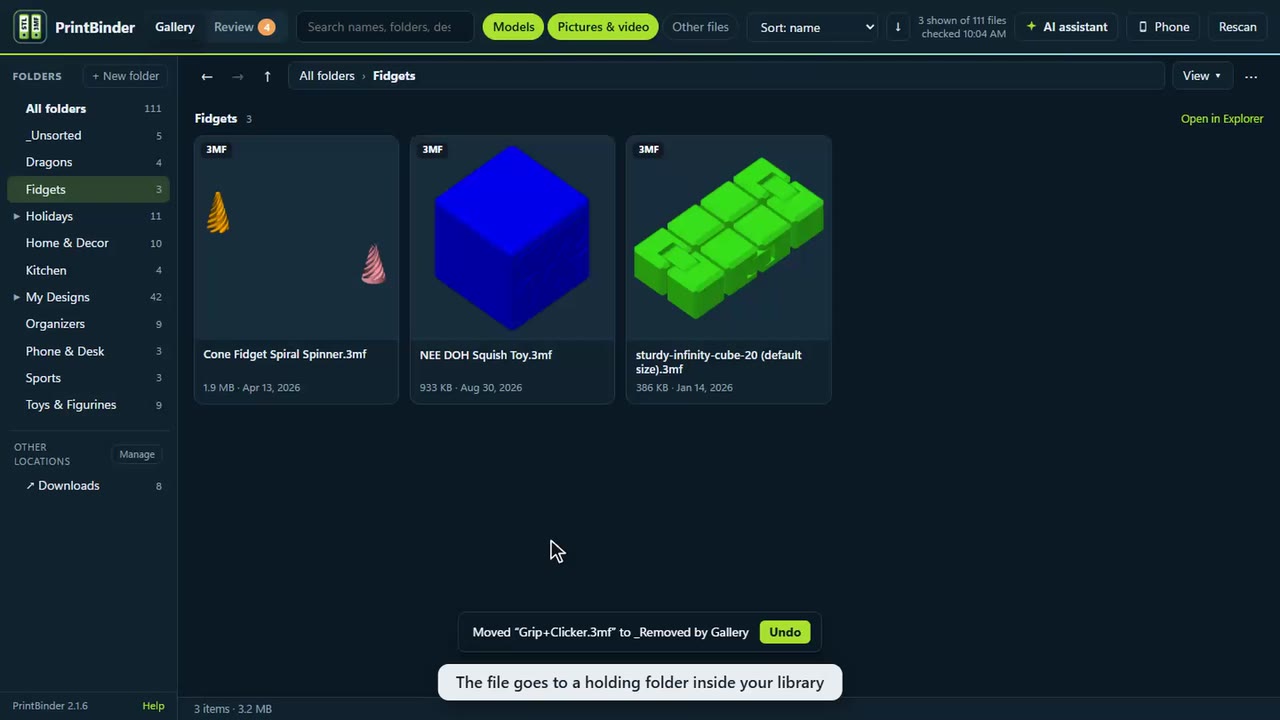 PrintBinder
Gallery
Review 4
Search names, folders, des
Models
Pictures & video
Other files
Sort: name
↓
3 shown of 111 files
checked 10:04 AM
AI assistant
Phone
Rescan
FOLDERS
+ New folder
← → ↑
All folders › Fidgets
View ▾
...
All folders 111
_Unsorted 5
Dragons 4
Fidgets 3
Holidays 11
Home & Decor 10
Kitchen 4
My Designs 42
Organizers 9
Phone & Desk 3
Sports 3
Toys & Figurines 9
OTHER
LOCATIONS
Manage
↗ Downloads 8
Fidgets 3
Open in Explorer
3MF
Cone Fidget Spiral Spinner.3mf
1.9 MB · Apr 13, 2026
3MF
NEE DOH Squish Toy.3mf
933 KB · Aug 30, 2026
3MF
sturdy-infinity-cube-20 (default
size).3mf
386 KB · Jan 14, 2026
Moved “Grip+Clicker.3mf” to _Removed by Gallery
Undo
The file goes to a holding folder inside your library
PrintBinder 2.1.6
Help
3 items · 3.2 MB